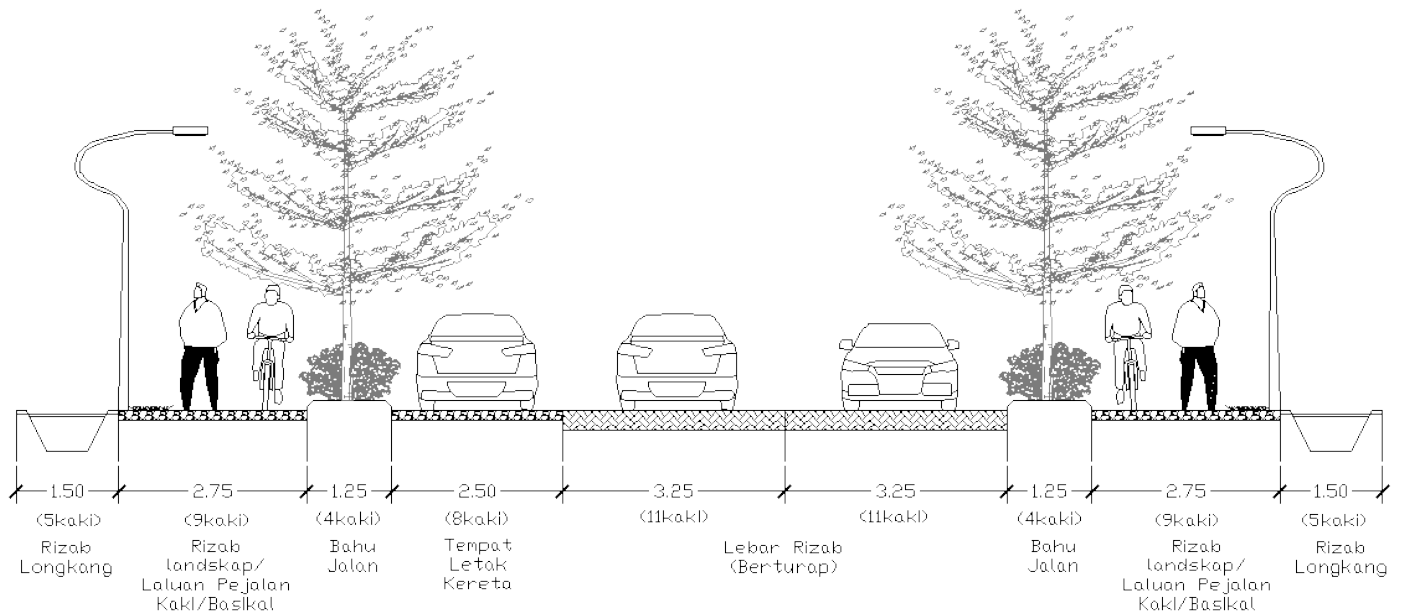 1.50 2.75 1.25 2.50 3.25 3.25 1.25 2.75 1.50
(5kaki) (9kaki) (4kaki) (8kaki) (11kaki) (11kaki) (4kaki) (9kaki) (5kaki)
Rizab
Longkang
Rizab
landskap/
Laluan Pejalan
Kaki/Basikal
Bahu
Jalan
Tempat
Letak
Kereta
Lebar Rizab
(Berturap)
Bahu
Jalan
Rizab
landskap/
Laluan Pejalan
Kaki/Basikal
Rizab
Longkang